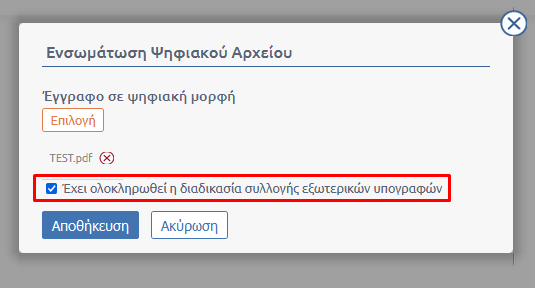 Ενσωμάτωση Ψηφιακού Αρχείου
Έγγραφο σε ψηφιακή μορφή
Επιλογή
TEST.pdf
Έχει ολοκληρωθεί η διαδικασία συλλογής εξωτερικών υπογραφών
Αποθήκευση Ακύρωση